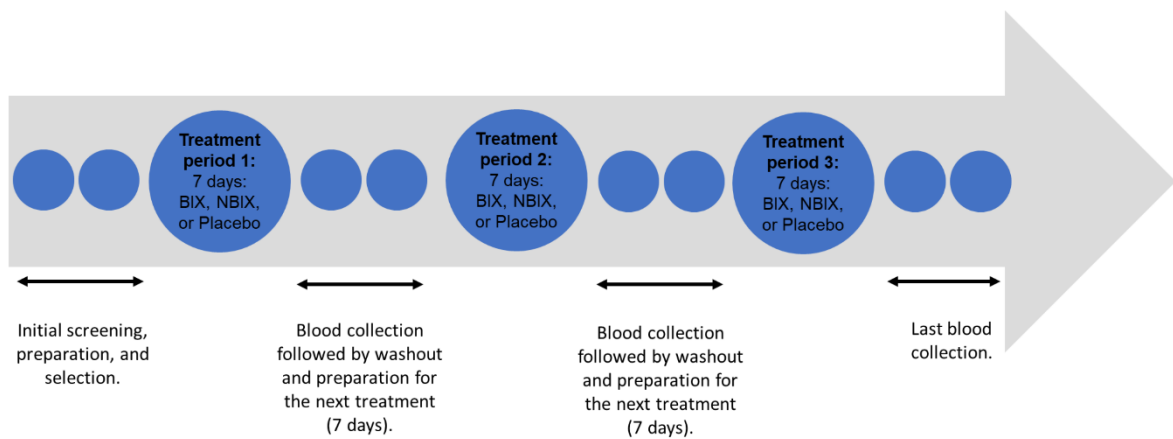 Treatment
period 1:
7 days:
BIX, NBIX,
or Placebo
Treatment
period 2:
7 days:
BIX, NBIX,
or Placebo
Treatment
period 3:
7 days:
BIX, NBIX,
or Placebo
Initial screening,
preparation, and
selection.
Blood collection
followed by washout
and preparation for
the next treatment
(7 days).
Blood collection
followed by washout
and preparation for
the next treatment
(7 days).
Last blood
collection.